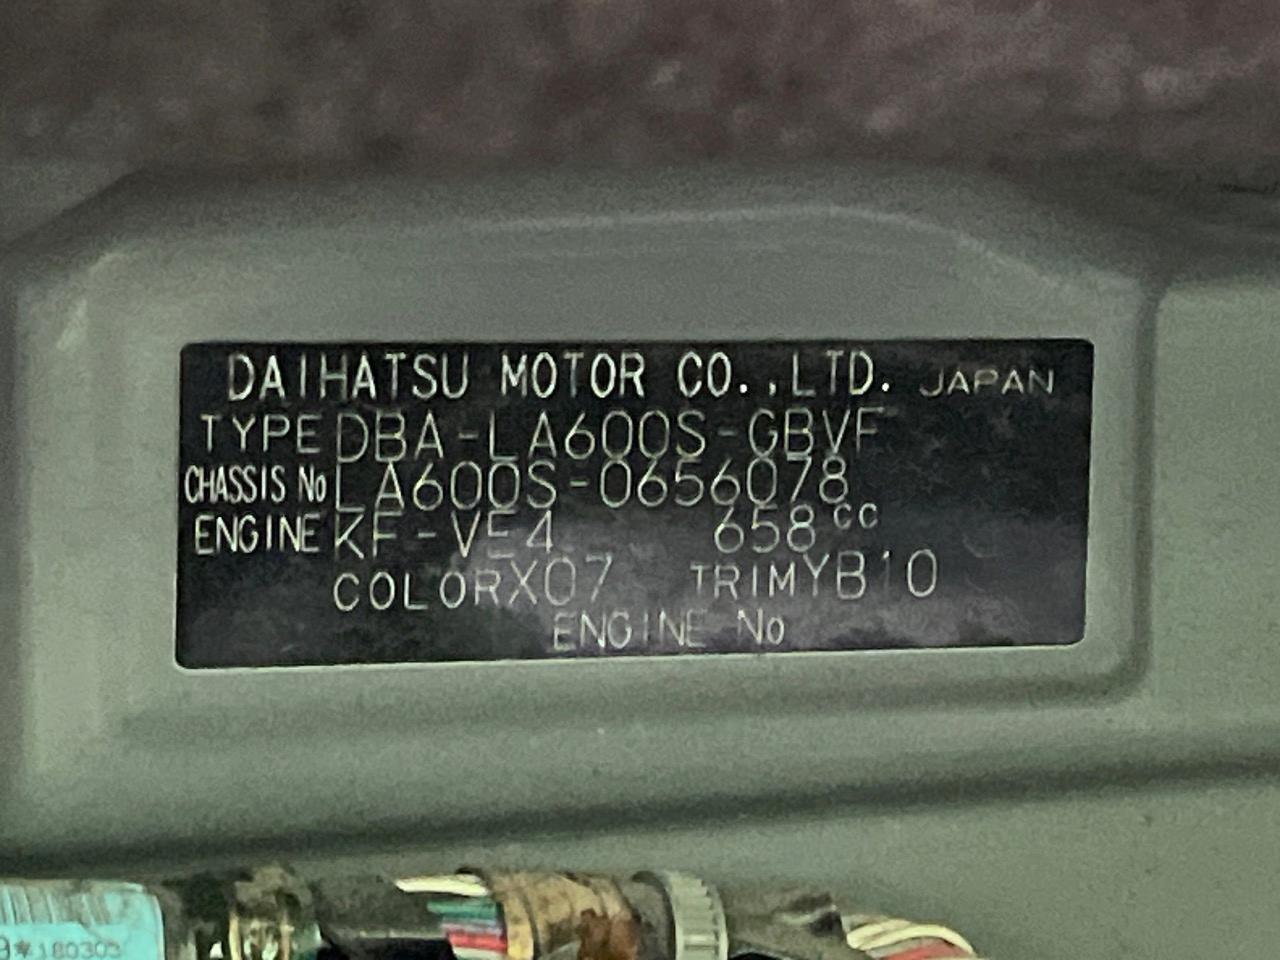 DAIHATSU MOTOR CO.,LTD. JAPAN
TYPE DBA-LA600S-GBVF
CHASSIS No LA600S-0656078
ENGINE KF-VE4 658cc
COLOR X07 TRIM YB10
ENGINE No